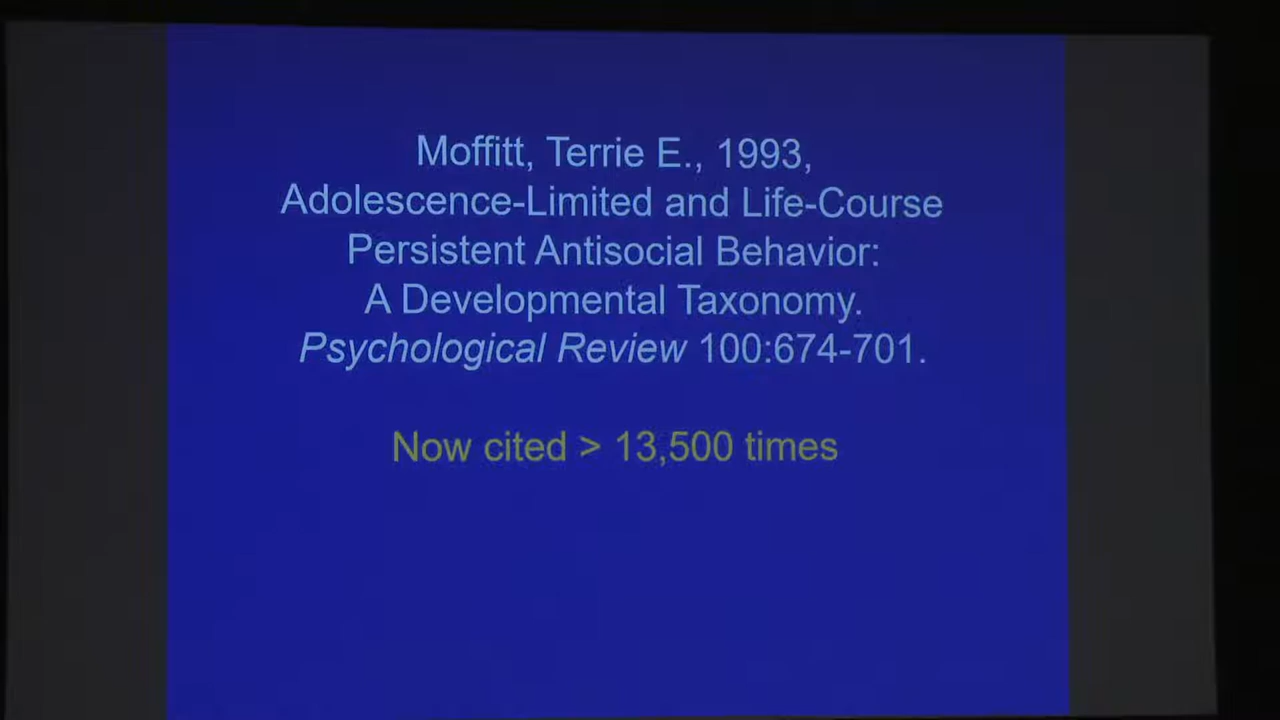 Moffitt, Terrie E., 1993,
Adolescence-Limited and Life-Course
Persistent Antisocial Behavior:
A Developmental Taxonomy.
Psychological Review 100:674-701.
Now cited > 13,500 times